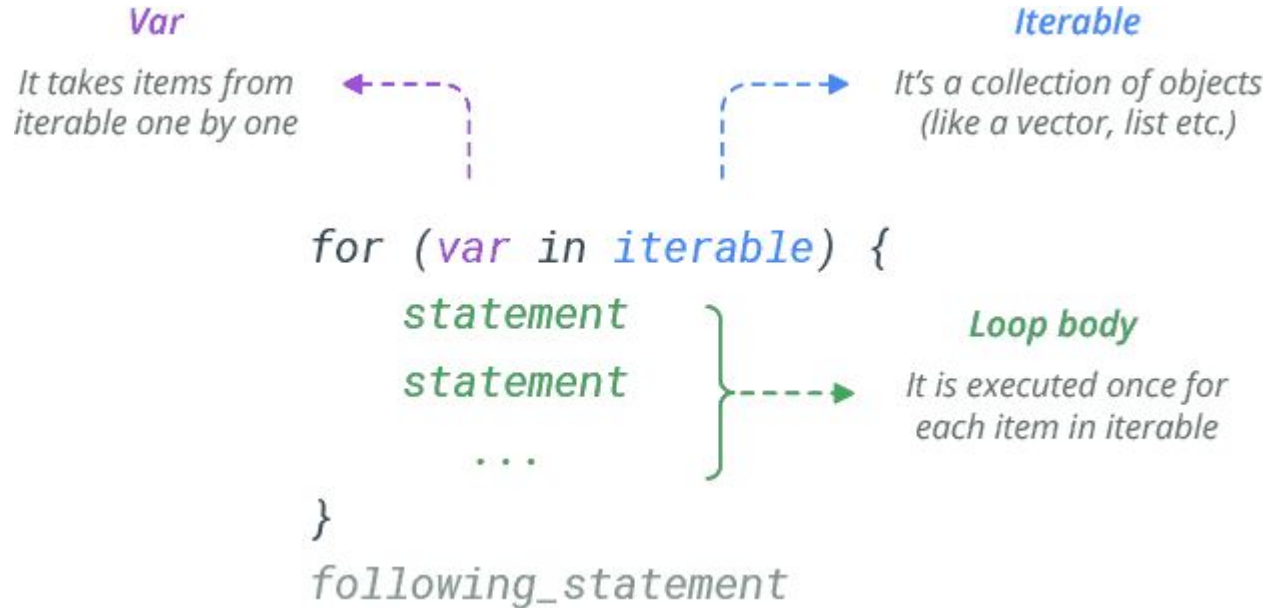 Var
It takes items from
iterable one by one
Iterable
It's a collection of objects
(like a vector, list etc.)
for (var in iterable) {
statement
statement
...
Loop body
It is executed once for
each item in iterable
}
following_statement